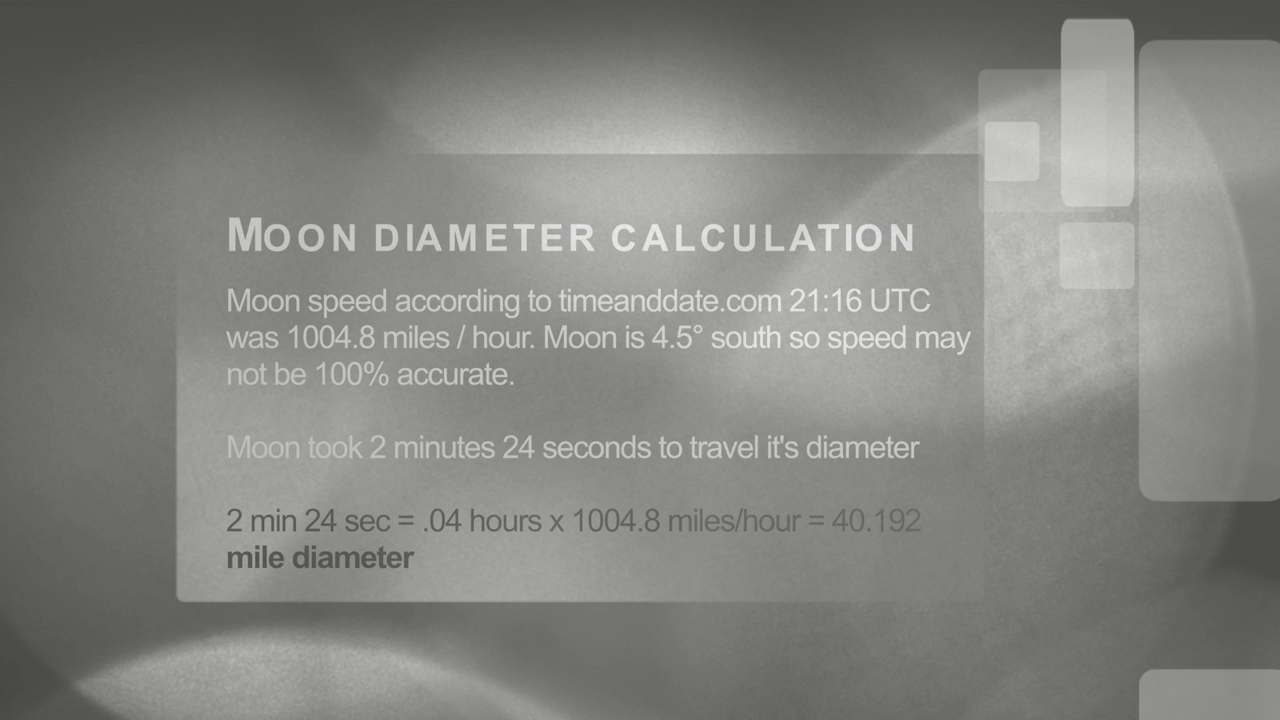 MOON DIAMETER CALCULATION
Moon speed according to timeanddate.com 21:16 UTC
was 1004.8 miles / hour. Moon is 4.5° south so speed may
not be 100% accurate.
Moon took 2 minutes 24 seconds to travel it's diameter
2 min 24 sec = .04 hours x 1004.8 miles/hour = 40.192
mile diameter